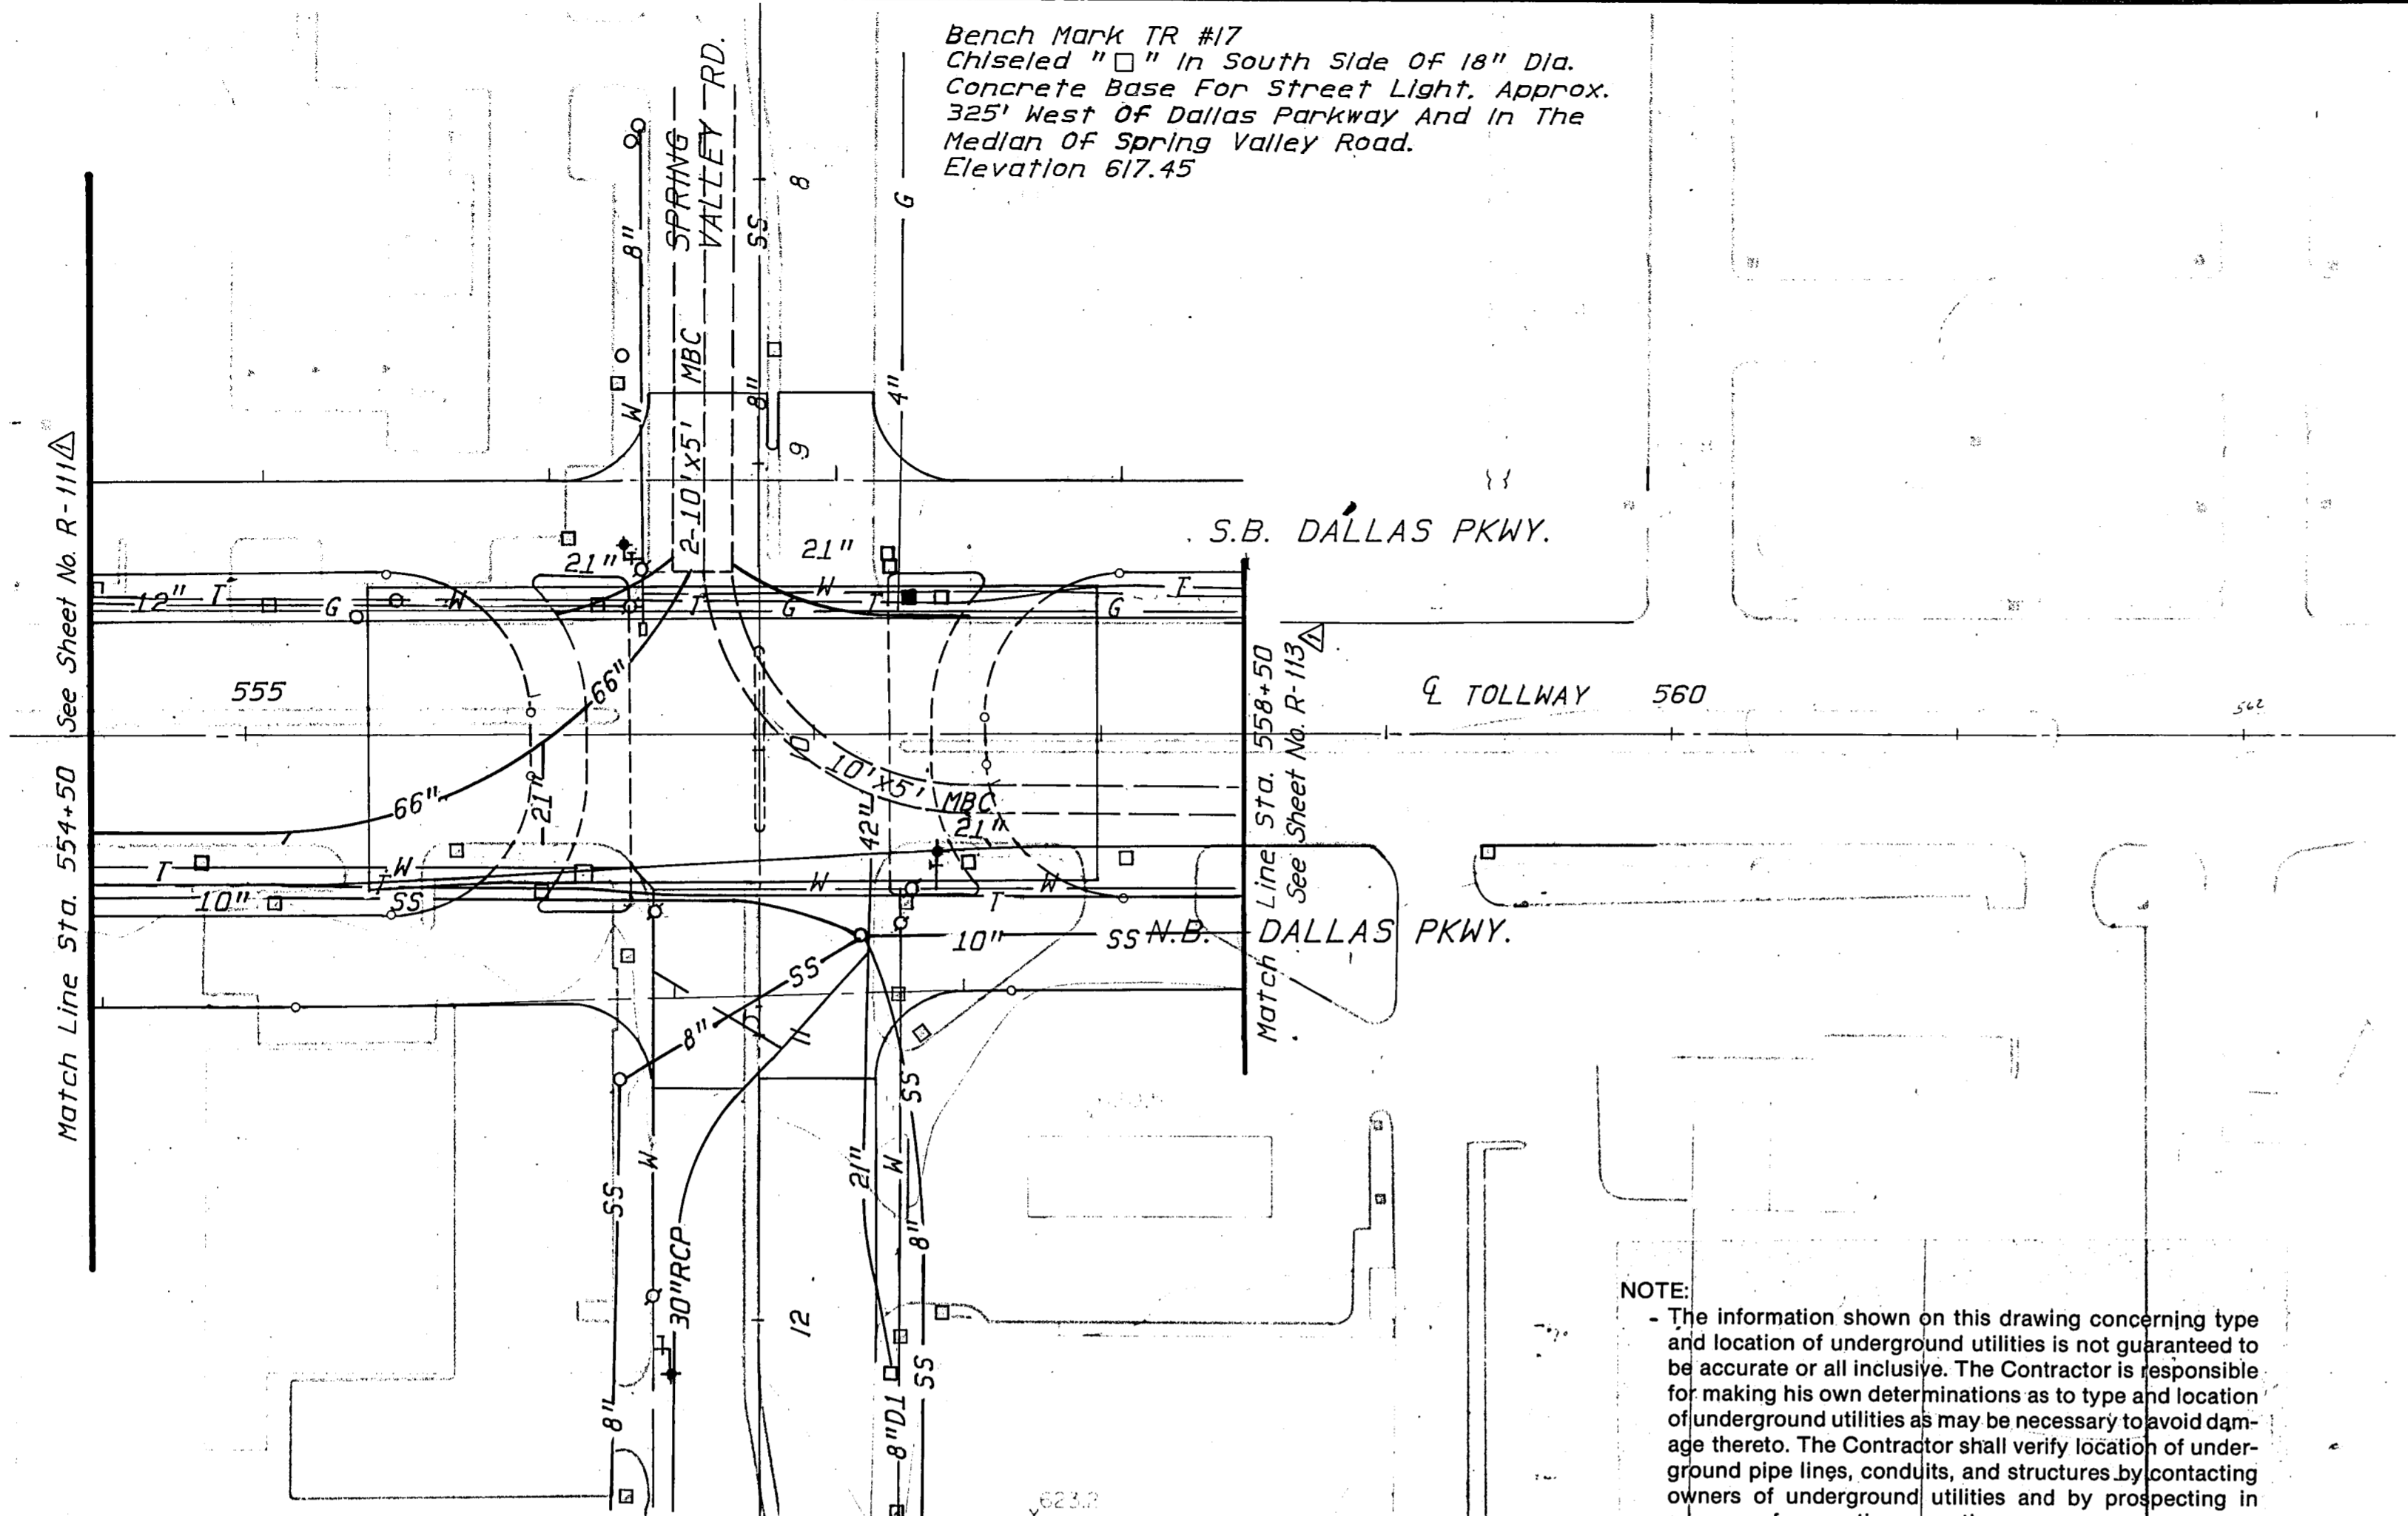 Bench Mark TR #17
Chiseled "□" In South Side Of 18" Dia.
Concrete Base For Street Light. Approx.
325' West Of Dallas Parkway And In The
Median Of Spring Valley Road.
Elevation 617.45
SPRING
VALLEY RD.
8"
SS
8
G
W
2-10'x5' MBC
8"
4"
9
Match Line Sta. 554+50 See Sheet No. R-111
1
S.B. DALLAS PKWY.
21"
21"
12"
T
G
W
T
G
W
T
G
T
555
66"
66"
21"
10
10'x5' MBC
42"
21"
Match Line Sta. 558+50
See Sheet No. R-113
1
℄ TOLLWAY 560
562
T
W
T
10"
SS
W
T
W
10"
SS
N.B. DALLAS PKWY.
SS
8"
11
SS
W
30"RCP
21"
W
SS
8"
12
8"
8"DI
SS
623.2
NOTE:
- The information shown on this drawing concerning type
and location of underground utilities is not guaranteed to
be accurate or all inclusive. The Contractor is responsible
for making his own determinations as to type and location
of underground utilities as may be necessary to avoid dam-
age thereto. The Contractor shall verify location of under-
ground pipe lines, conduits, and structures by contacting
owners of underground utilities and by prospecting in